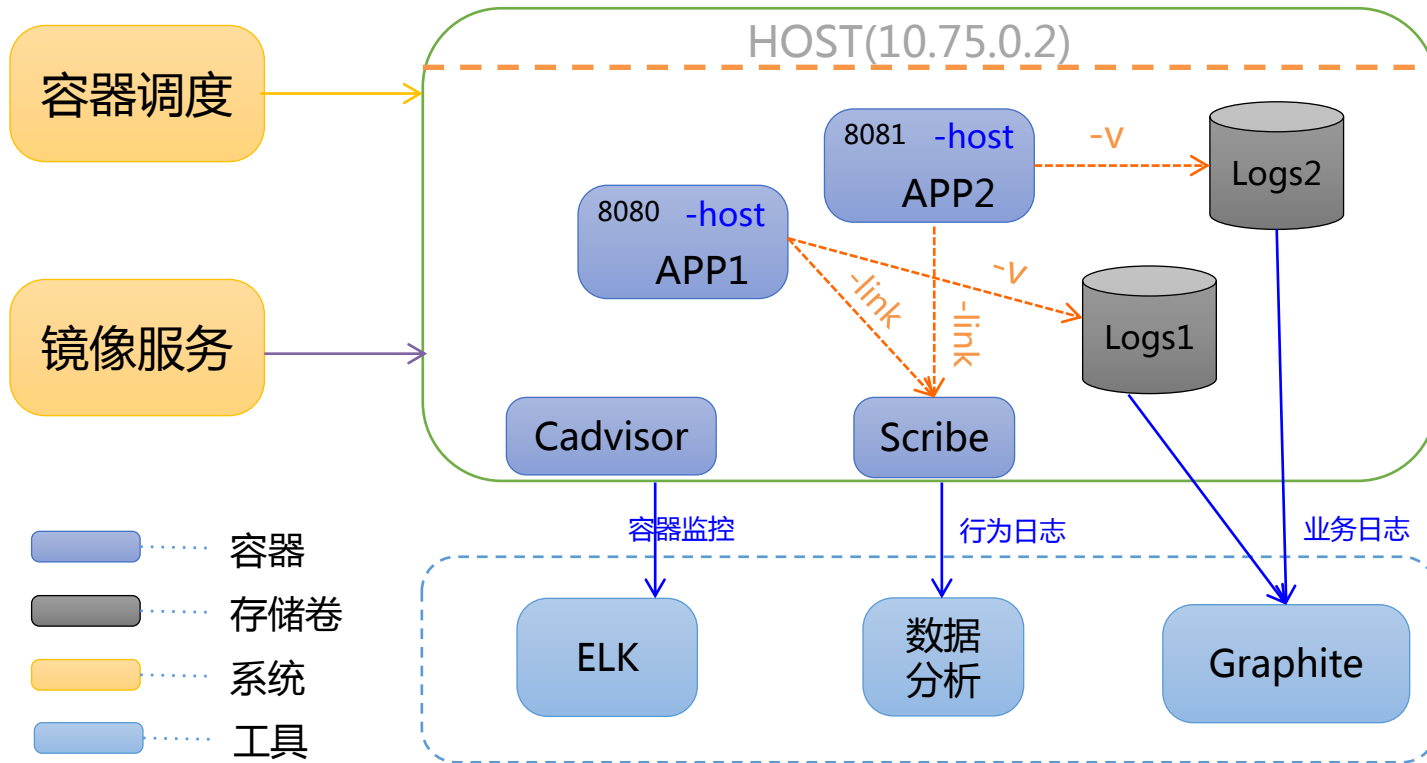 HOST(10.75.0.2)
容器调度
8081 -host
APP2
-v
Logs2
8080 -host
APP1
-link
-v
-link
Logs1
镜像服务
Cadvisor
Scribe
容器监控
行为日志
业务日志
容器
存储卷
系统
工具
ELK
数据
分析
Graphite